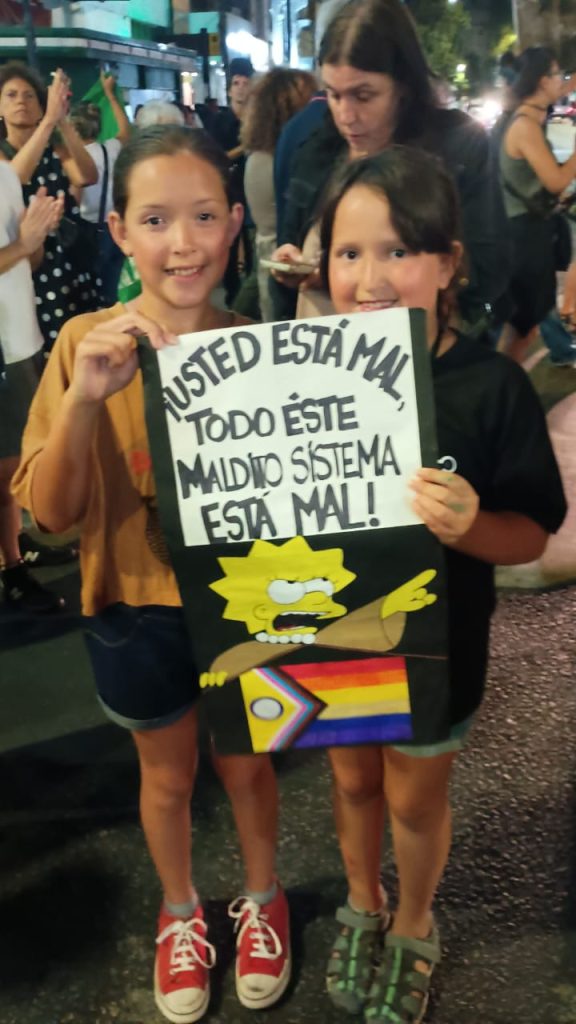 ¡USTED ESTÁ MAL,
TODO ÉSTE
MALDITO SÍSTEMA
ESTÁ MAL!